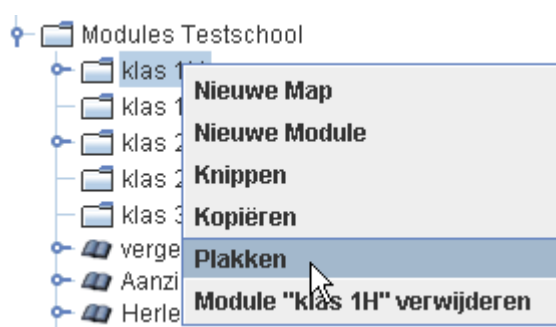 Modules Testschool
klas 1H
klas 1
klas 2
klas 2
klas 3
verge
Aanzi
Herle
Nieuwe Map
Nieuwe Module
Knippen
Kopiëren
Plakken
Module "klas 1H" verwijderen